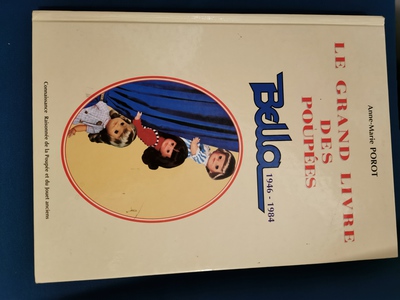 Anne-Marie POROT
LE GRAND LIVRE
DES
POUPÉES
Bella
1946 - 1984
Connaissance Raisonnée de la Poupée et du Jouet anciens